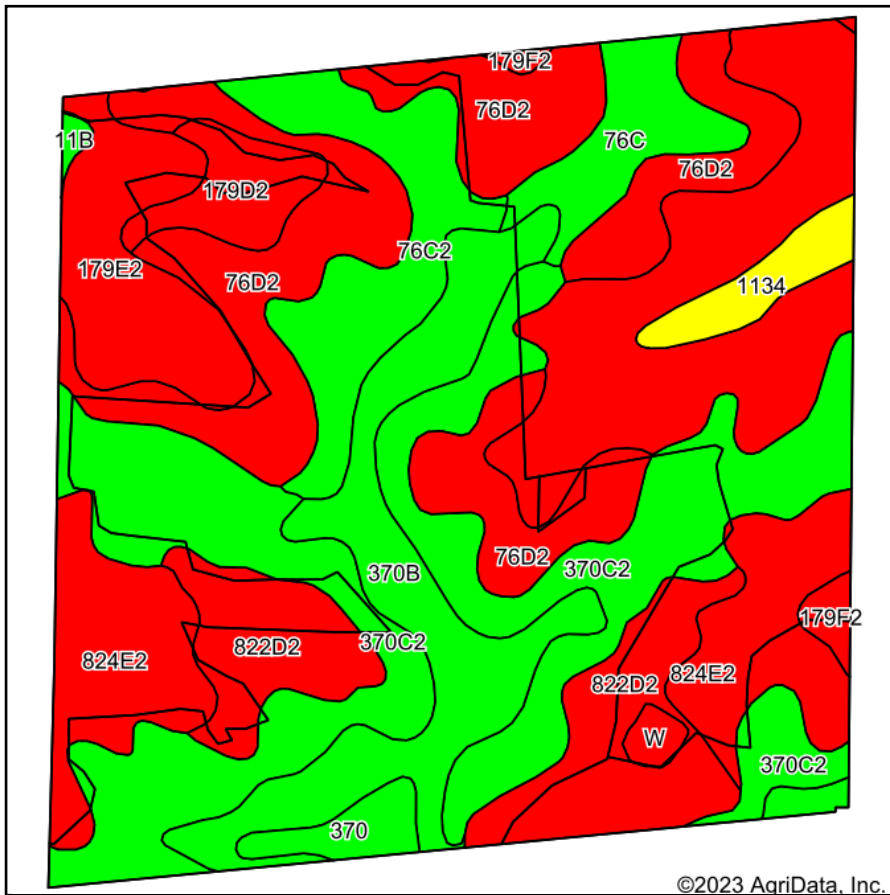 179F2
76D2
11B
76C
76D2
179D2
76C2
179E2
76D2
1134
370B
76D2
370C2
179F2
370C2
822D2
824E2
824E2
822D2
W
370C2
370
©2023 AgriData, Inc.